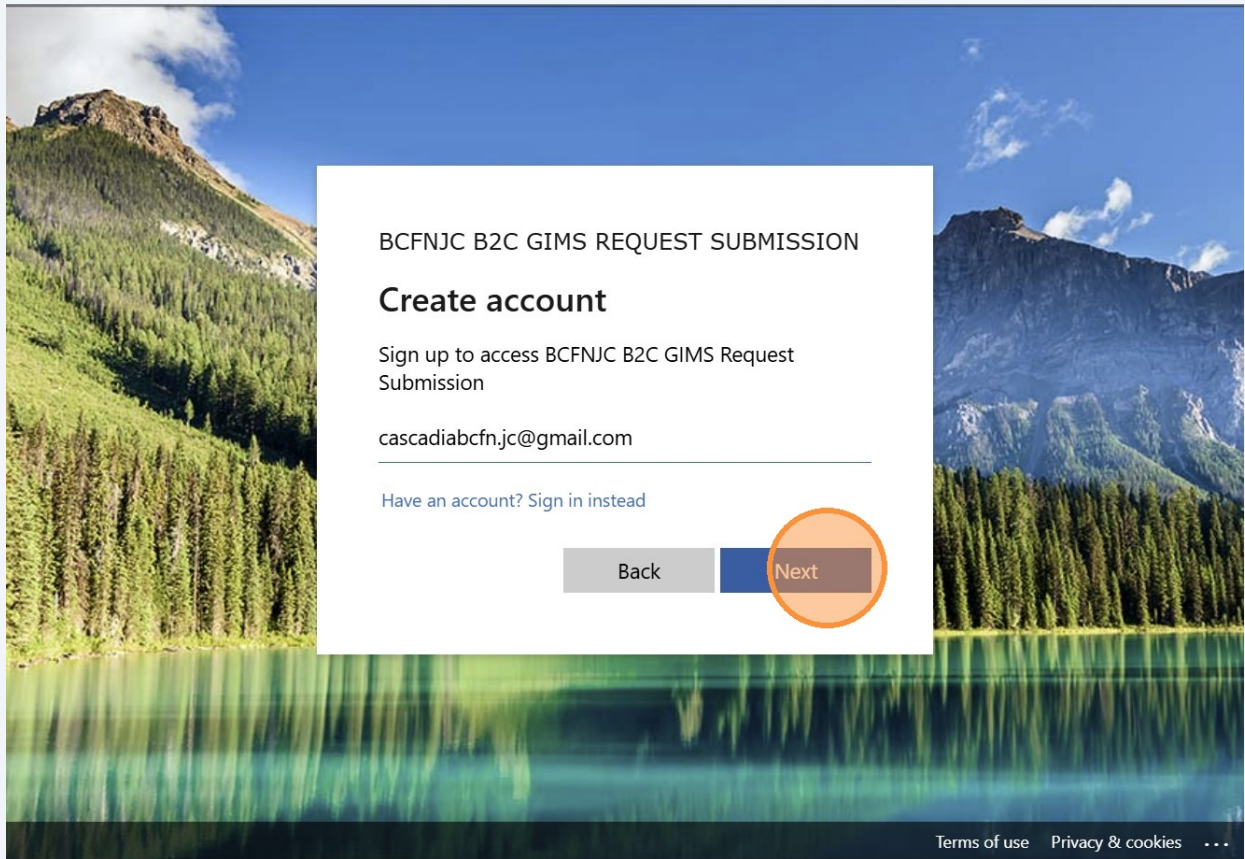 BCFNJC B2C GIMS REQUEST SUBMISSION
Create account
Sign up to access BCFNJC B2C GIMS Request
Submission
cascadiabcfn.jc@gmail.com
Have an account? Sign in instead
Back Next
Terms of use Privacy & cookies ...